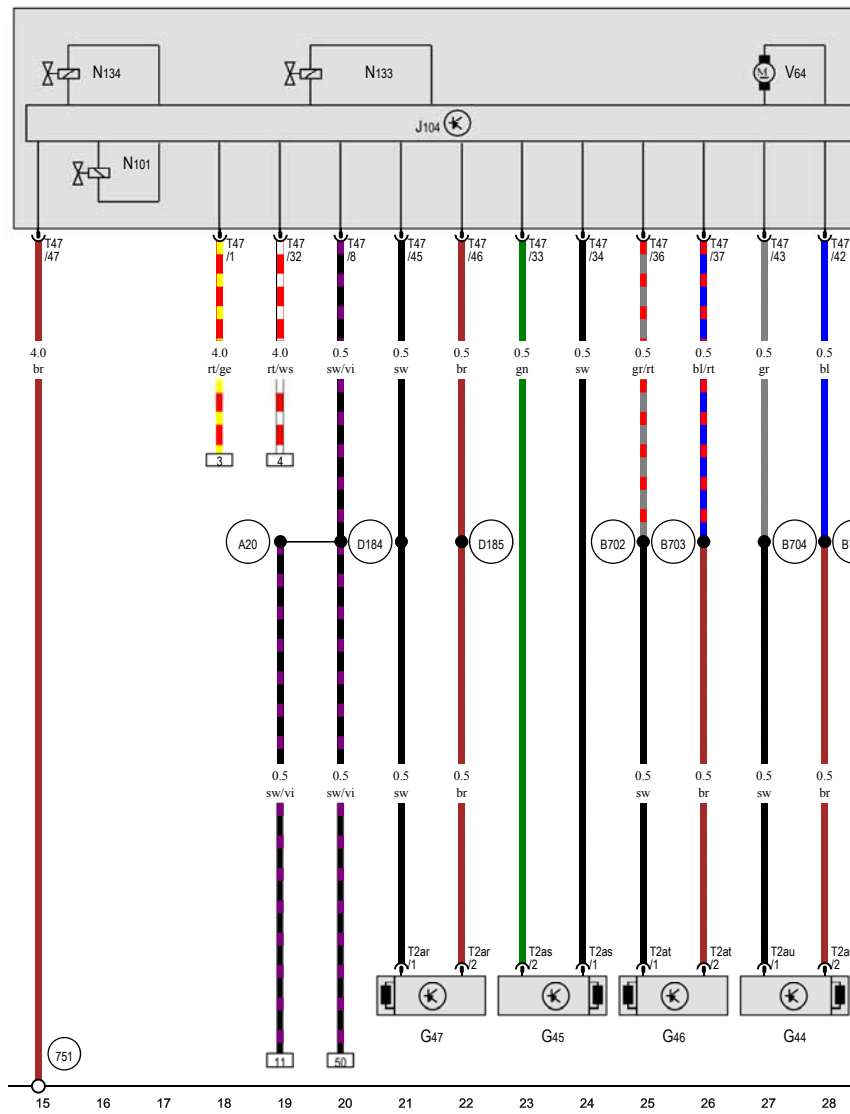 N134
N133
V64
M
J104
N101
T47 T47 T47 T47 T47 T47 T47 T47 T47 T47 T47 T47
/47 /1 /32 /8 /45 /46 /33 /34 /36 /37 /43 /42
4.0 4.0 4.0 0.5 0.5 0.5 0.5 0.5 0.5 0.5 0.5 0.5
br rt/ge rt/ws sw/vi sw br gn sw gr/rt bl/rt gr bl
3 4
A20 D184 D185 B702 B703 B704
0.5 0.5 0.5 0.5 0.5 0.5 0.5 0.5
sw/vi sw/vi sw br sw br sw br
T2ar T2ar T2as T2as T2at T2at T2au
/1 /2 /2 /1 /1 /2 /1 /2
G47 G45 G46 G44
751 11 50
15 16 17 18 19 20 21 22 23 24 25 26 27 28